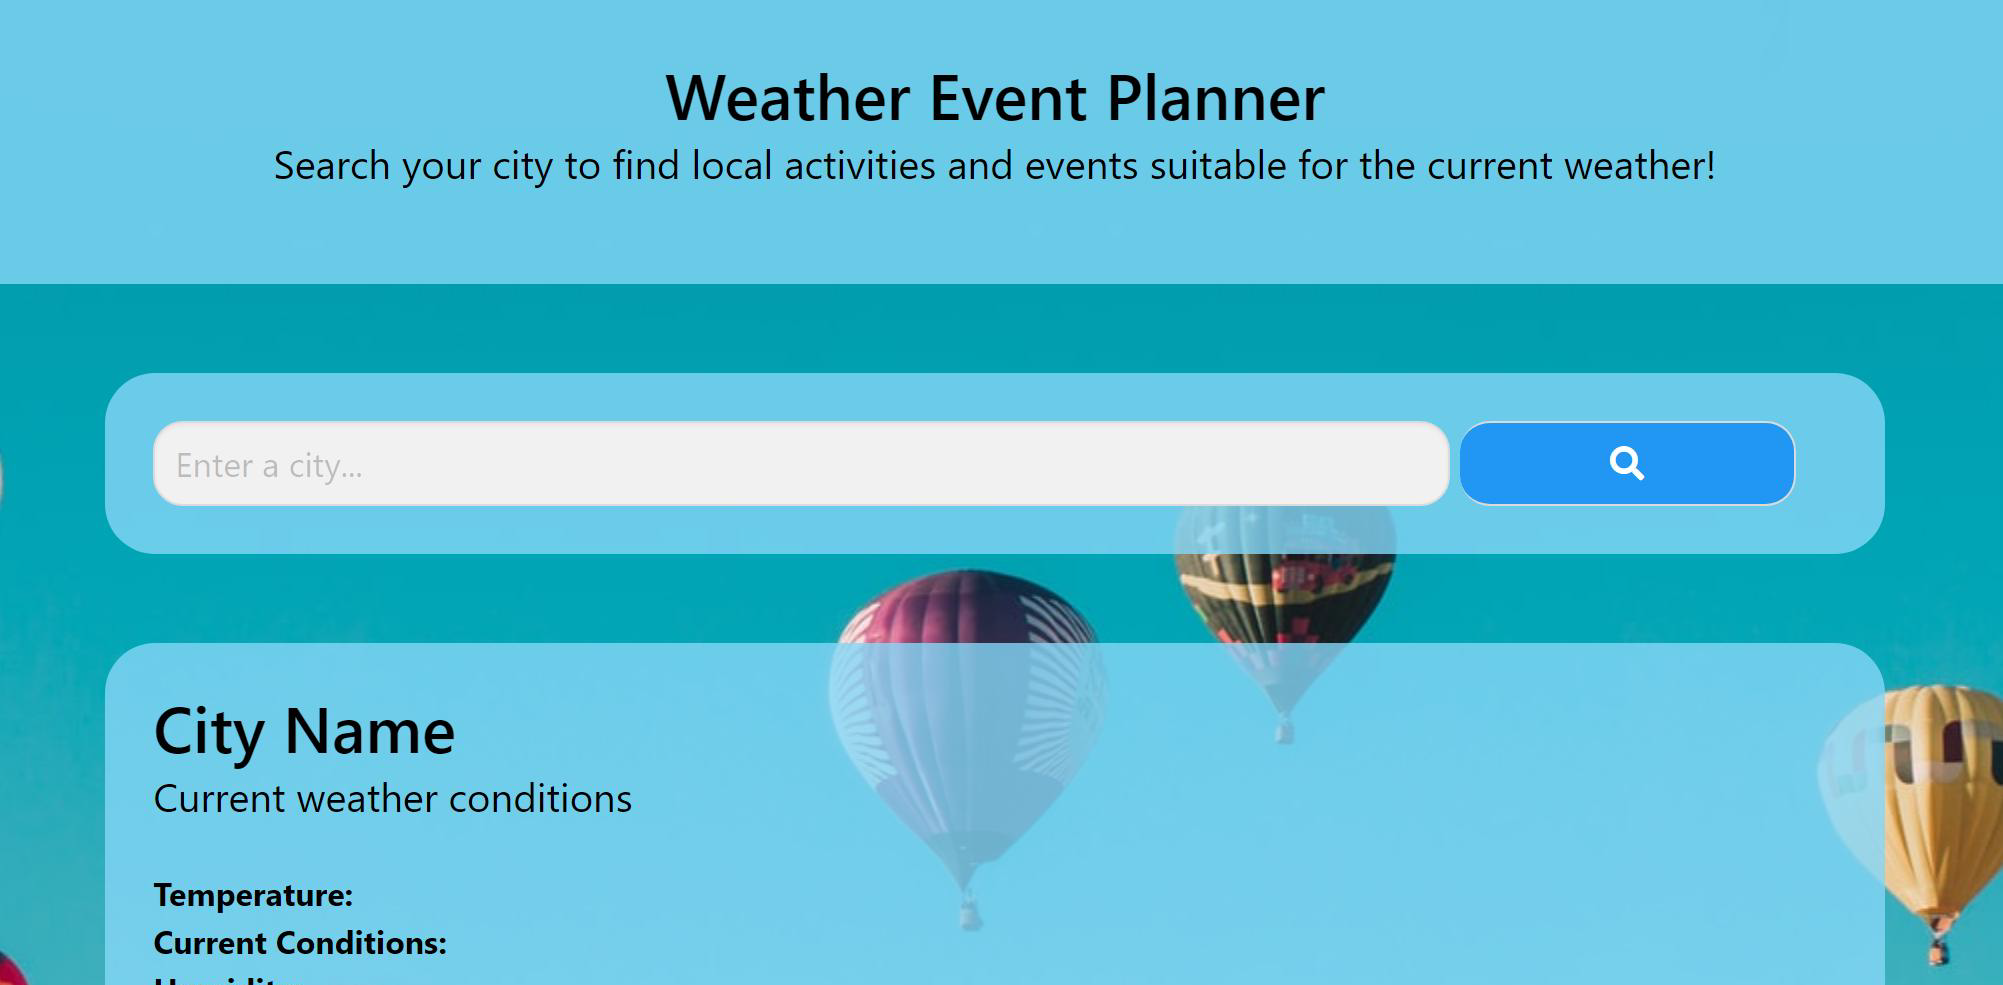 Weather Event Planner
Search your city to find local activities and events suitable for the current weather!
Enter a city...
City Name
Current weather conditions
Temperature:
Current Conditions: